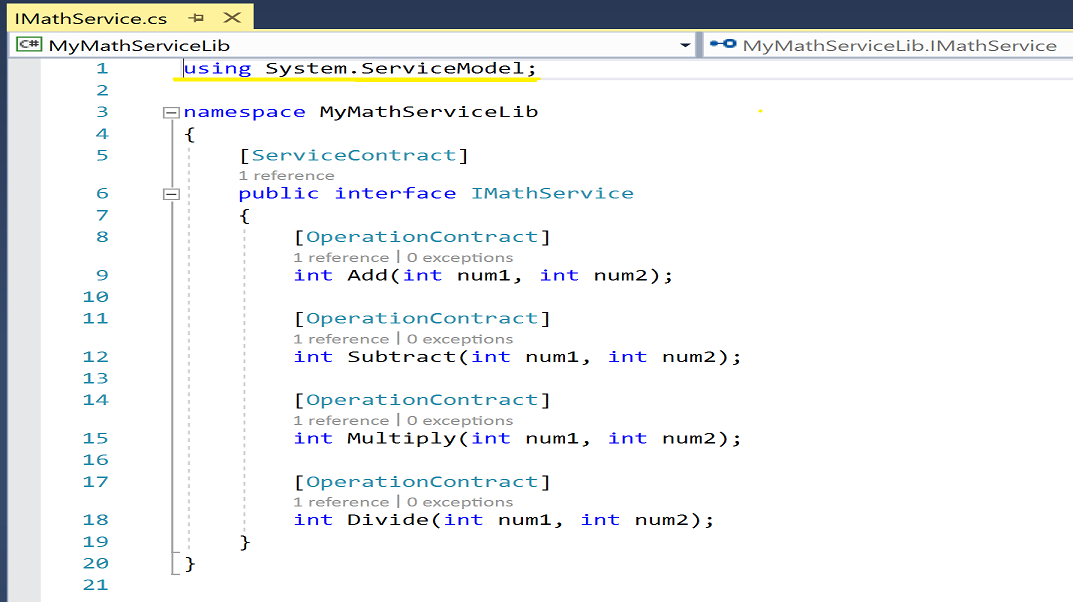 IMathService.cs
C# MyMathServiceLib MyMathServiceLib.IMathService
1 using System.ServiceModel;
2
3 namespace MyMathServiceLib
4 {
5 [ServiceContract]
1 reference
6 public interface IMathService
7 {
8 [OperationContract]
1 reference | 0 exceptions
9 int Add(int num1, int num2);
10
11 [OperationContract]
1 reference | 0 exceptions
12 int Subtract(int num1, int num2);
13
14 [OperationContract]
1 reference | 0 exceptions
15 int Multiply(int num1, int num2);
16
17 [OperationContract]
1 reference | 0 exceptions
18 int Divide(int num1, int num2);
19 }
20 }
21